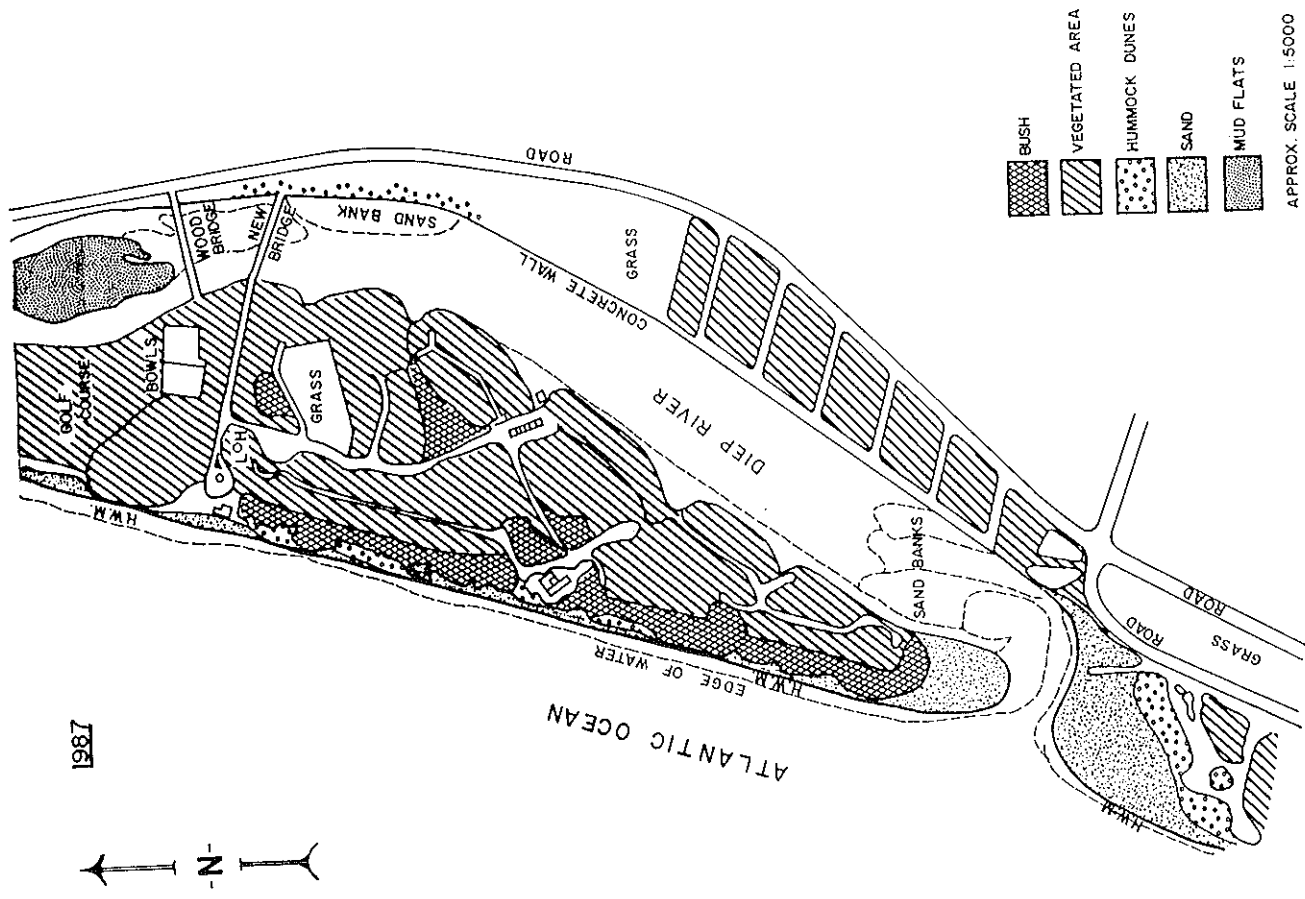 1987
-N-
GOLF
COURSE
BOWLS
WOOD
BRIDGE
NEW
BRIDGE
SAND BANK
ROAD
H.W.M
HOTEL
GRASS
GRASS
CONCRETE WALL
DIEP RIVER
SAND BANKS
EDGE OF WATER
H.W.M
ATLANTIC OCEAN
ROAD
GRASS
ROAD
H.W.M.
BUSH
VEGETATED AREA
HUMMOCK DUNES
SAND
MUD FLATS
APPROX. SCALE 1:5000